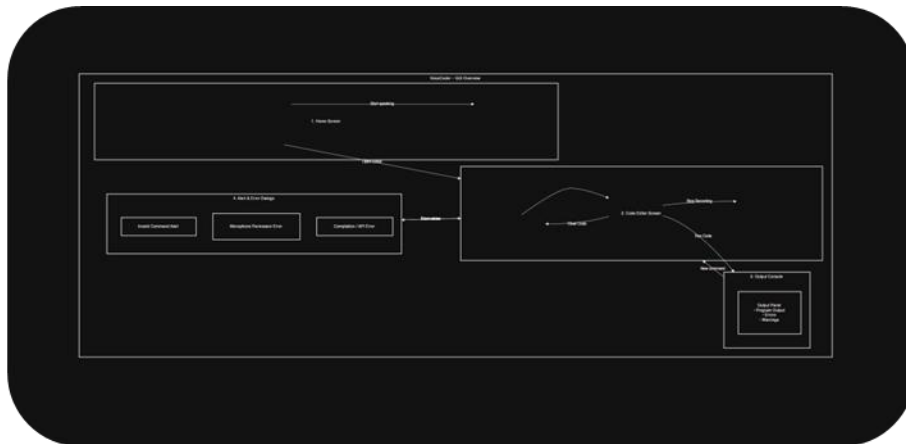 VoiceCoder – GUI Overview
Start speaking
1. Home Screen
4. Alert & Error Dialogs
Invalid Command Alert
Microphone Permission Error
Compilation / API Error
Stop Recording
2. Code Editor Screen
Clear Code
Run Code
3. Output Console
Output Panel
- Program Output
- Errors
- Warnings